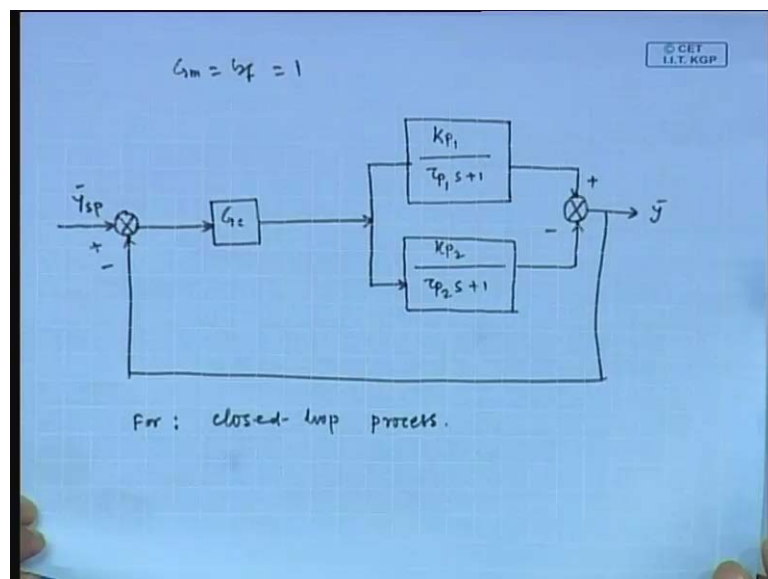 Gm = Gf = 1
© CET
I.I.T. KGP
Kp1
τp1 s + 1
+
ȳsp
Gc
ȳ
+
-
-
Kp2
τp2 s + 1
For : closed-loop process.